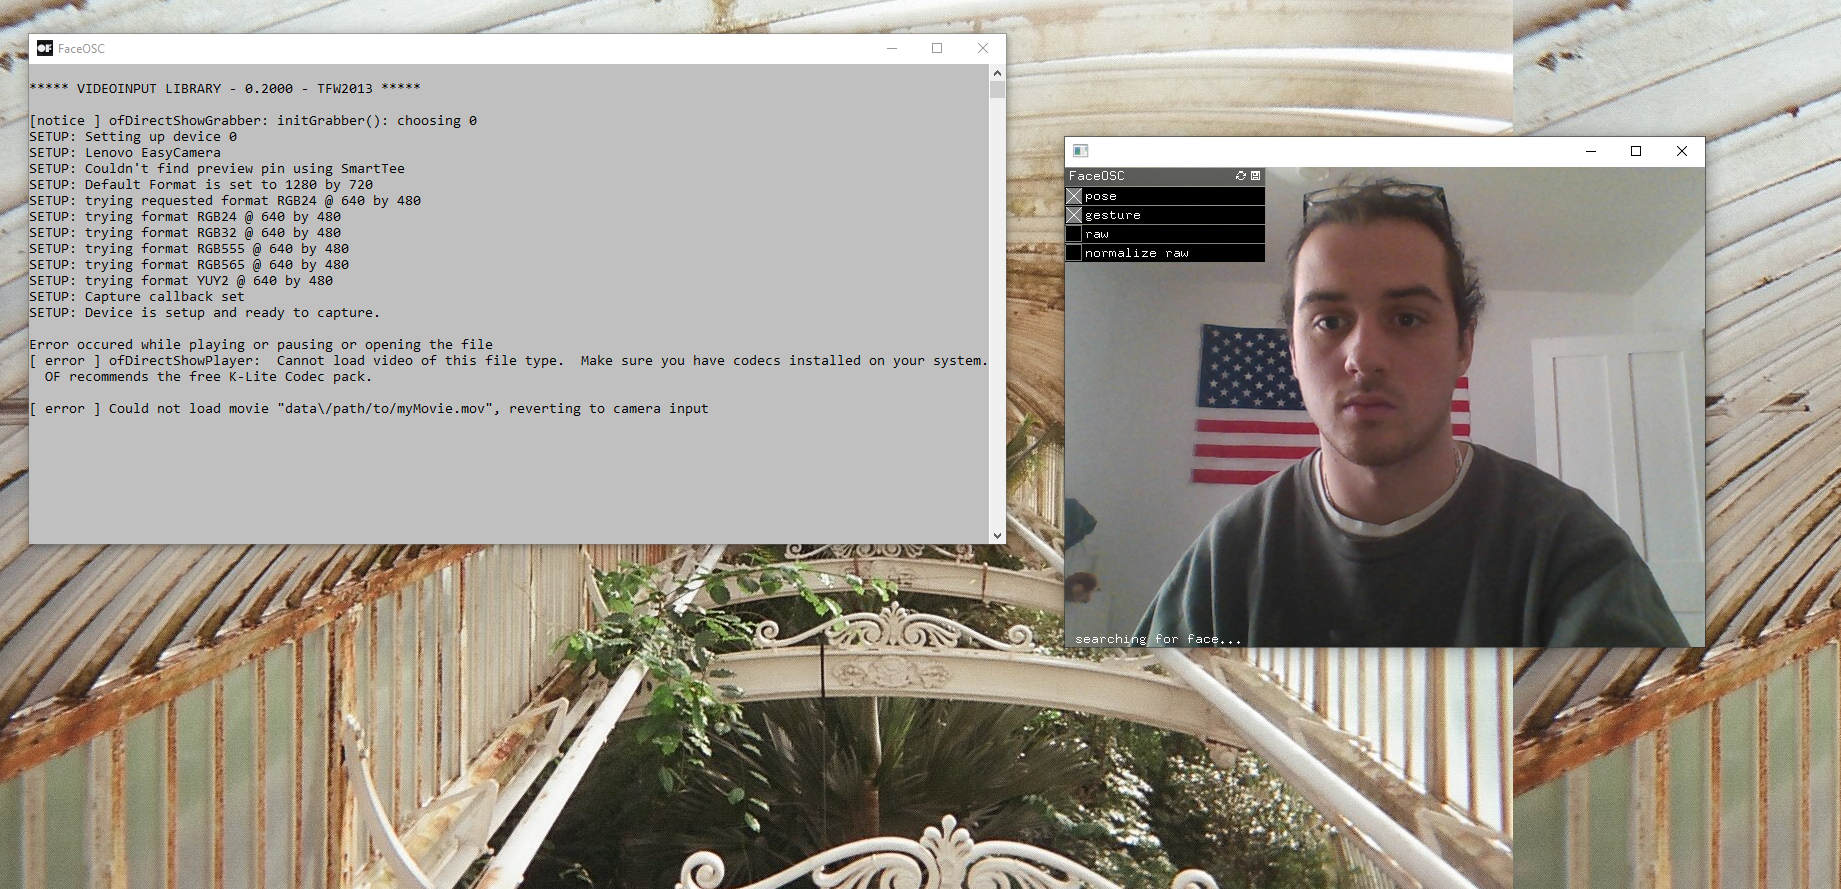 FaceOSC
***** VIDEOINPUT LIBRARY - 0.2000 - TFW2013 *****
[notice ] ofDirectShowGrabber: initGrabber(): choosing 0
SETUP: Setting up device 0
SETUP: Lenovo EasyCamera
SETUP: Couldn't find preview pin using SmartTee
SETUP: Default Format is set to 1280 by 720
SETUP: trying requested format RGB24 @ 640 by 480
SETUP: trying format RGB24 @ 640 by 480
SETUP: trying format RGB32 @ 640 by 480
SETUP: trying format RGB555 @ 640 by 480
SETUP: trying format RGB565 @ 640 by 480
SETUP: trying format YUY2 @ 640 by 480
SETUP: Capture callback set
SETUP: Device is setup and ready to capture.
Error occured while playing or pausing or opening the file
[ error ] ofDirectShowPlayer:  Cannot load video of this file type.  Make sure you have codecs installed on your system.
OF recommends the free K-Lite Codec pack.
[ error ] Could not load movie "data\/path/to/myMovie.mov", reverting to camera input
FaceOSC
pose
gesture
raw
normalize raw
searching for face...